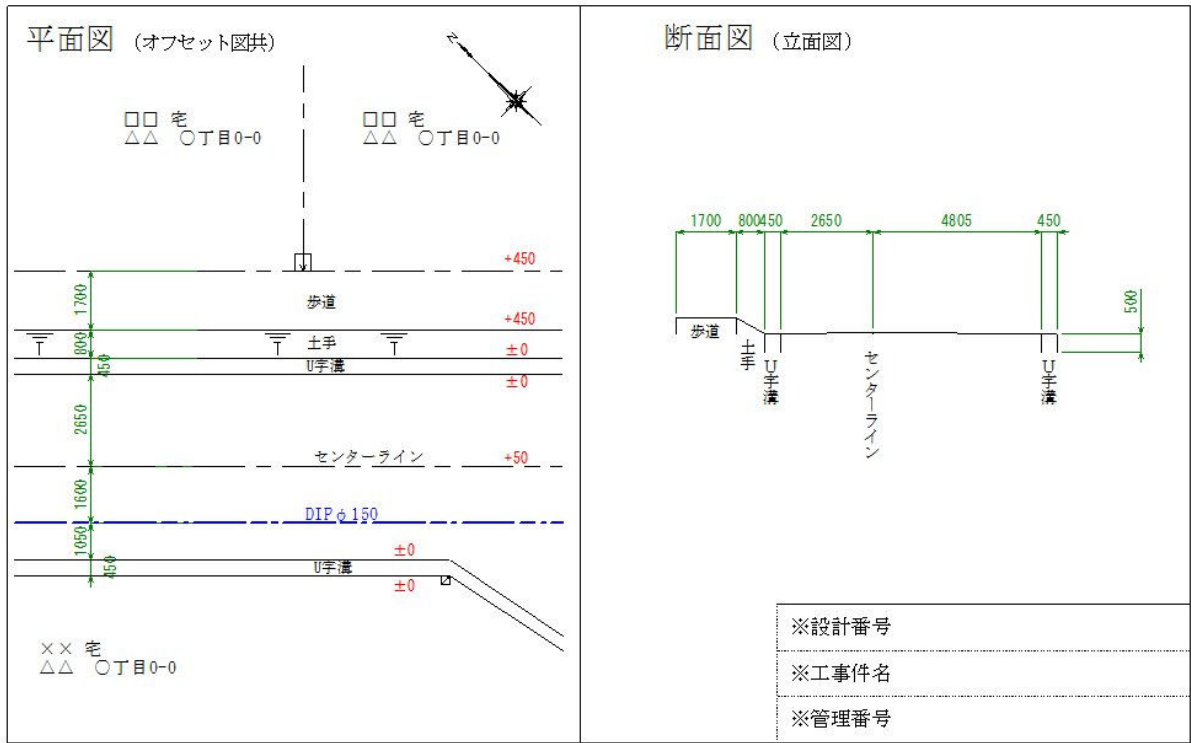 平面図 (オフセット図共)
N
□□ 宅
△△ ○丁目0-0
□□ 宅
△△ ○丁目0-0
+450
1700
歩道
+450
800
土手
±0
450
U字溝
±0
2650
センターライン
+50
1600
DIPφ150
1050
±0
450
U字溝
±0
×× 宅
△△ ○丁目0-0
断面図 (立面図)
1700 800 450 2650 4805 450
500
歩道
土手
U字溝
センターライン
U字溝
※設計番号
※工事件名
※管理番号